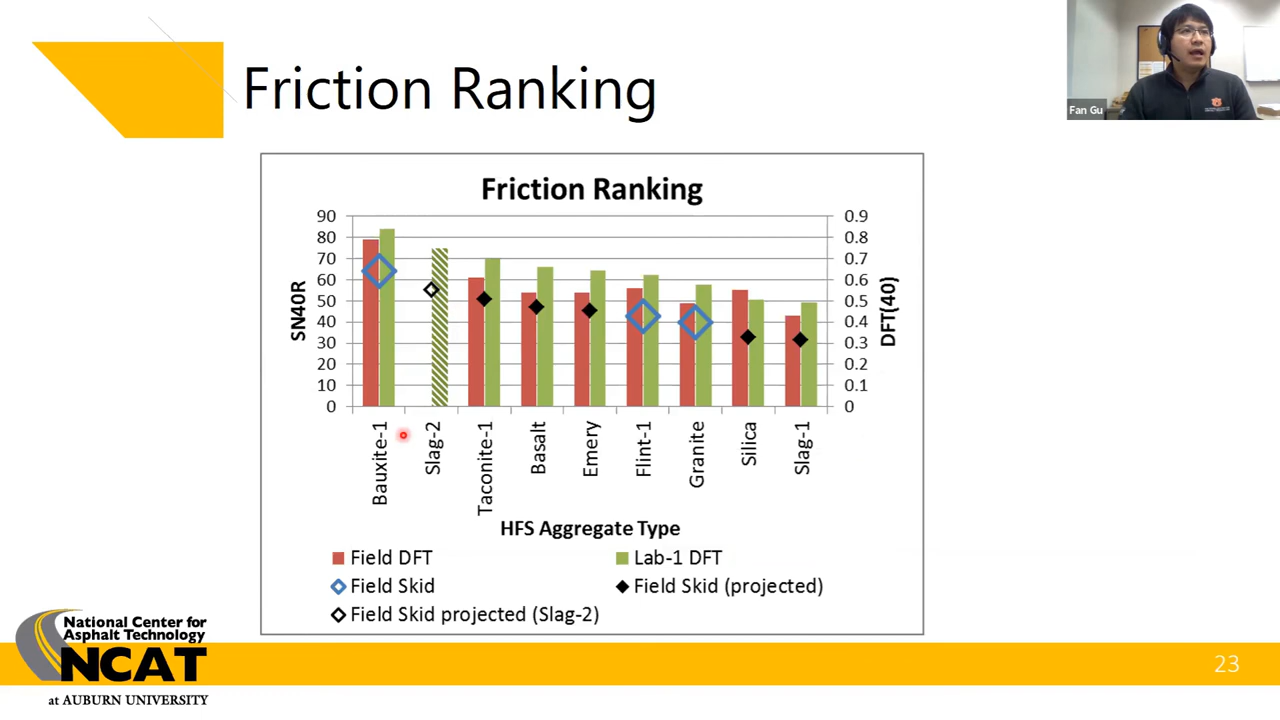 Friction Ranking
Fan Gu
Friction Ranking
90
80
70
60
50
40
30
20
10
0
SN40R
0.9
0.8
0.7
0.6
0.5
0.4
0.3
0.2
0.1
0
DFT(40)
Bauxite-1
Slag-2
Taconite-1
Basalt
Emery
Flint-1
Granite
Silica
Slag-1
HFS Aggregate Type
Field DFT
Lab-1 DFT
Field Skid
Field Skid (projected)
Field Skid projected (Slag-2)
National Center for
Asphalt Technology
NCAT
at AUBURN UNIVERSITY
23